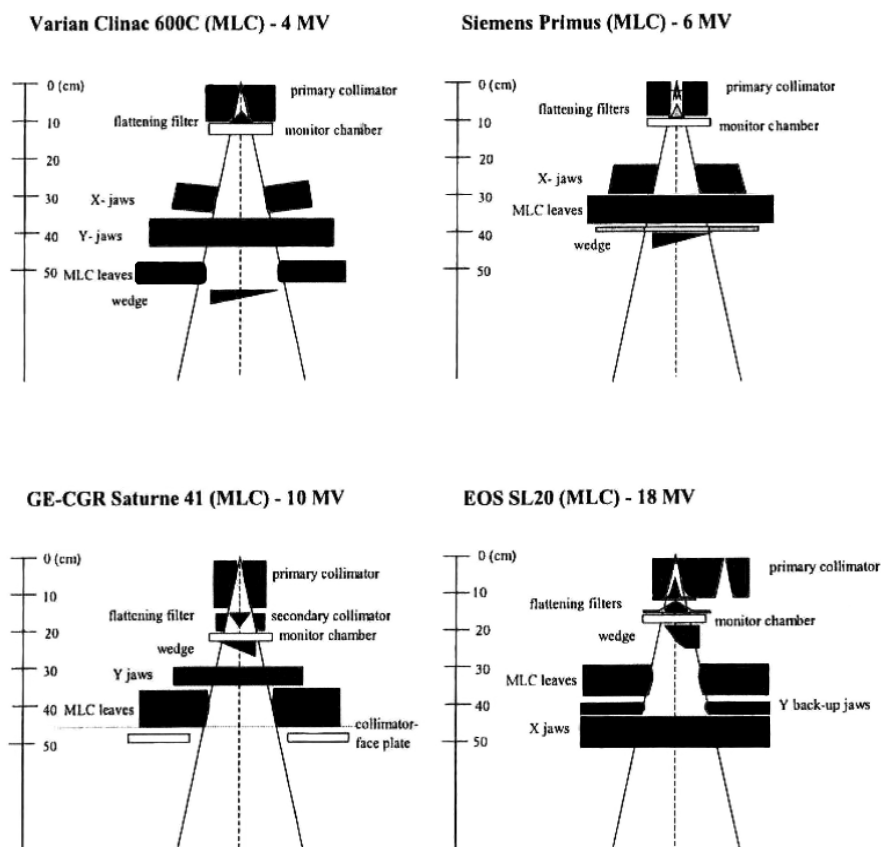 Varian Clinac 600C (MLC) - 4 MV
0 (cm)
primary collimator
flattening filter
10
monitor chamber
20
X- jaws
30
Y- jaws
40
50
MLC leaves
wedge
Siemens Primus (MLC) - 6 MV
0 (cm)
primary collimator
flattening filters
10
monitor chamber
20
X- jaws
30
MLC leaves
40
wedge
50
GE-CGR Saturne 41 (MLC) - 10 MV
0 (cm)
primary collimator
10
flattening filter
secondary collimator
20
monitor chamber
wedge
30
Y jaws
40
MLC leaves
collimator-
face plate
50
EOS SL20 (MLC) - 18 MV
0 (cm)
primary collimator
10
flattening filters
monitor chamber
20
wedge
30
MLC leaves
40
Y back-up jaws
X jaws
50